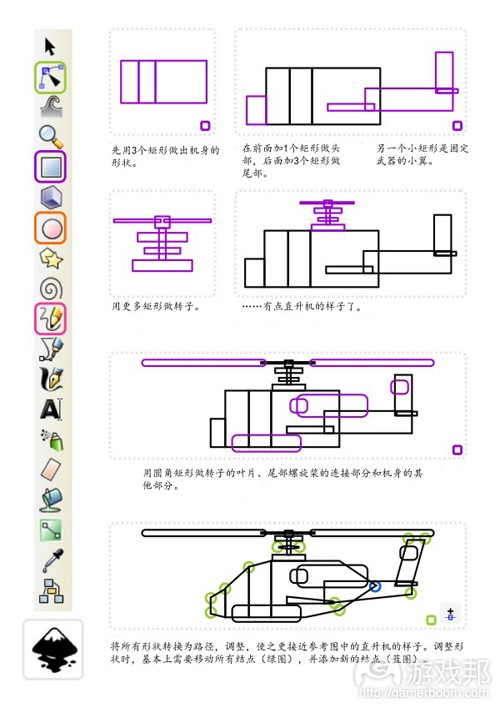 先用3个矩形做出机身的
形状。
在前面加1个矩形做头
部，后面加3个矩形做
尾部。
另一个小矩形是固定
武器的小翼。
用更多矩形做转子。
……有点直升机的样子了。
用圆角矩形做转子的叶片、尾部螺旋桨的连接部分和机身的其
他部分。
将所有形状转换为路径，调整，使之更接近参考图中的直升机的样子。调整形
状时，基本上需要移动所有结点（绿图），并添加新的结点（蓝图）。
游戏邦
gamerboom.com